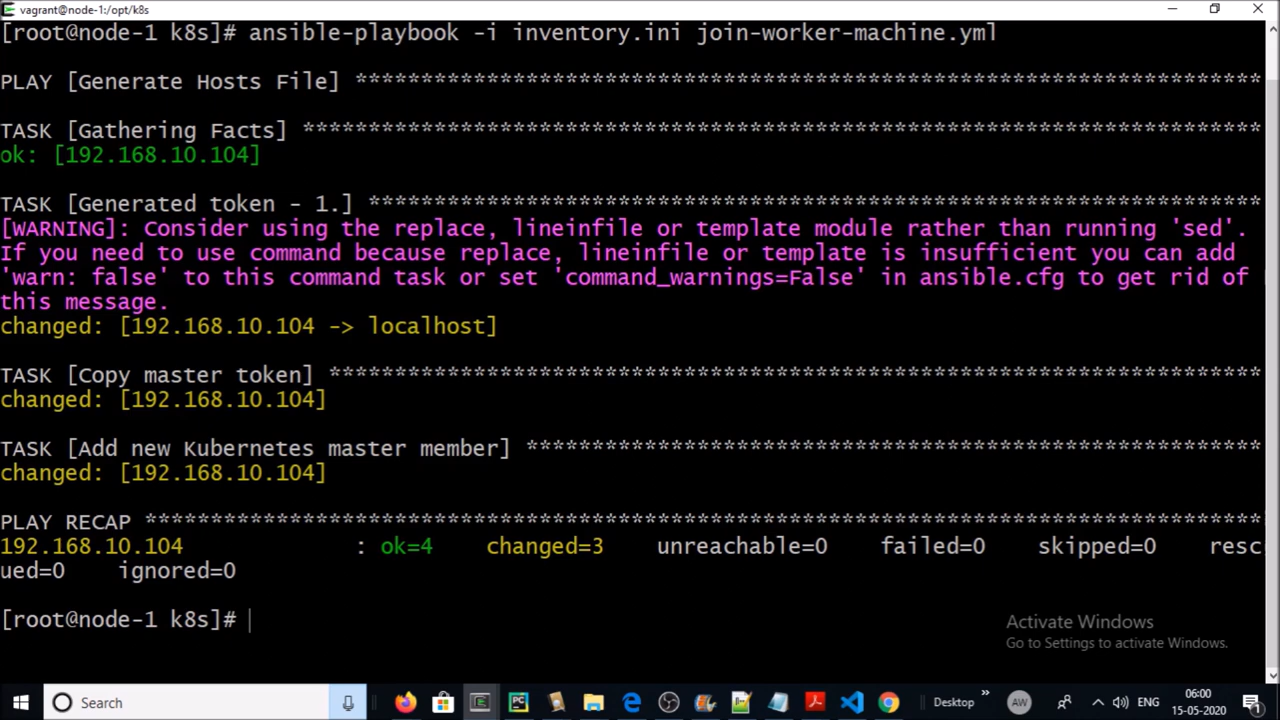 vagrant@node-1:/opt/k8s
[root@node-1 k8s]# ansible-playbook -i inventory.ini join-worker-machine.yml
PLAY [Generate Hosts File] *************************************************************************************
TASK [Gathering Facts] *****************************************************************************************
ok: [192.168.10.104]
TASK [Generated token - 1.] ************************************************************************************
[WARNING]: Consider using the replace, lineinfile or template module rather than running 'sed'.
If you need to use command because replace, lineinfile or template is insufficient you can add
'warn: false' to this command task or set 'command_warnings=False' in ansible.cfg to get rid of
this message.
changed: [192.168.10.104 -> localhost]
TASK [Copy master token] ***************************************************************************************
changed: [192.168.10.104]
TASK [Add new Kubernetes master member] ************************************************************************
changed: [192.168.10.104]
PLAY RECAP *****************************************************************************************************
192.168.10.104 : ok=4 changed=3 unreachable=0 failed=0 skipped=0 resc
ued=0 ignored=0
[root@node-1 k8s]#
Activate Windows
Go to Settings to activate Windows.
Search
Desktop
AW
ENG
06:00
15-05-2020
1